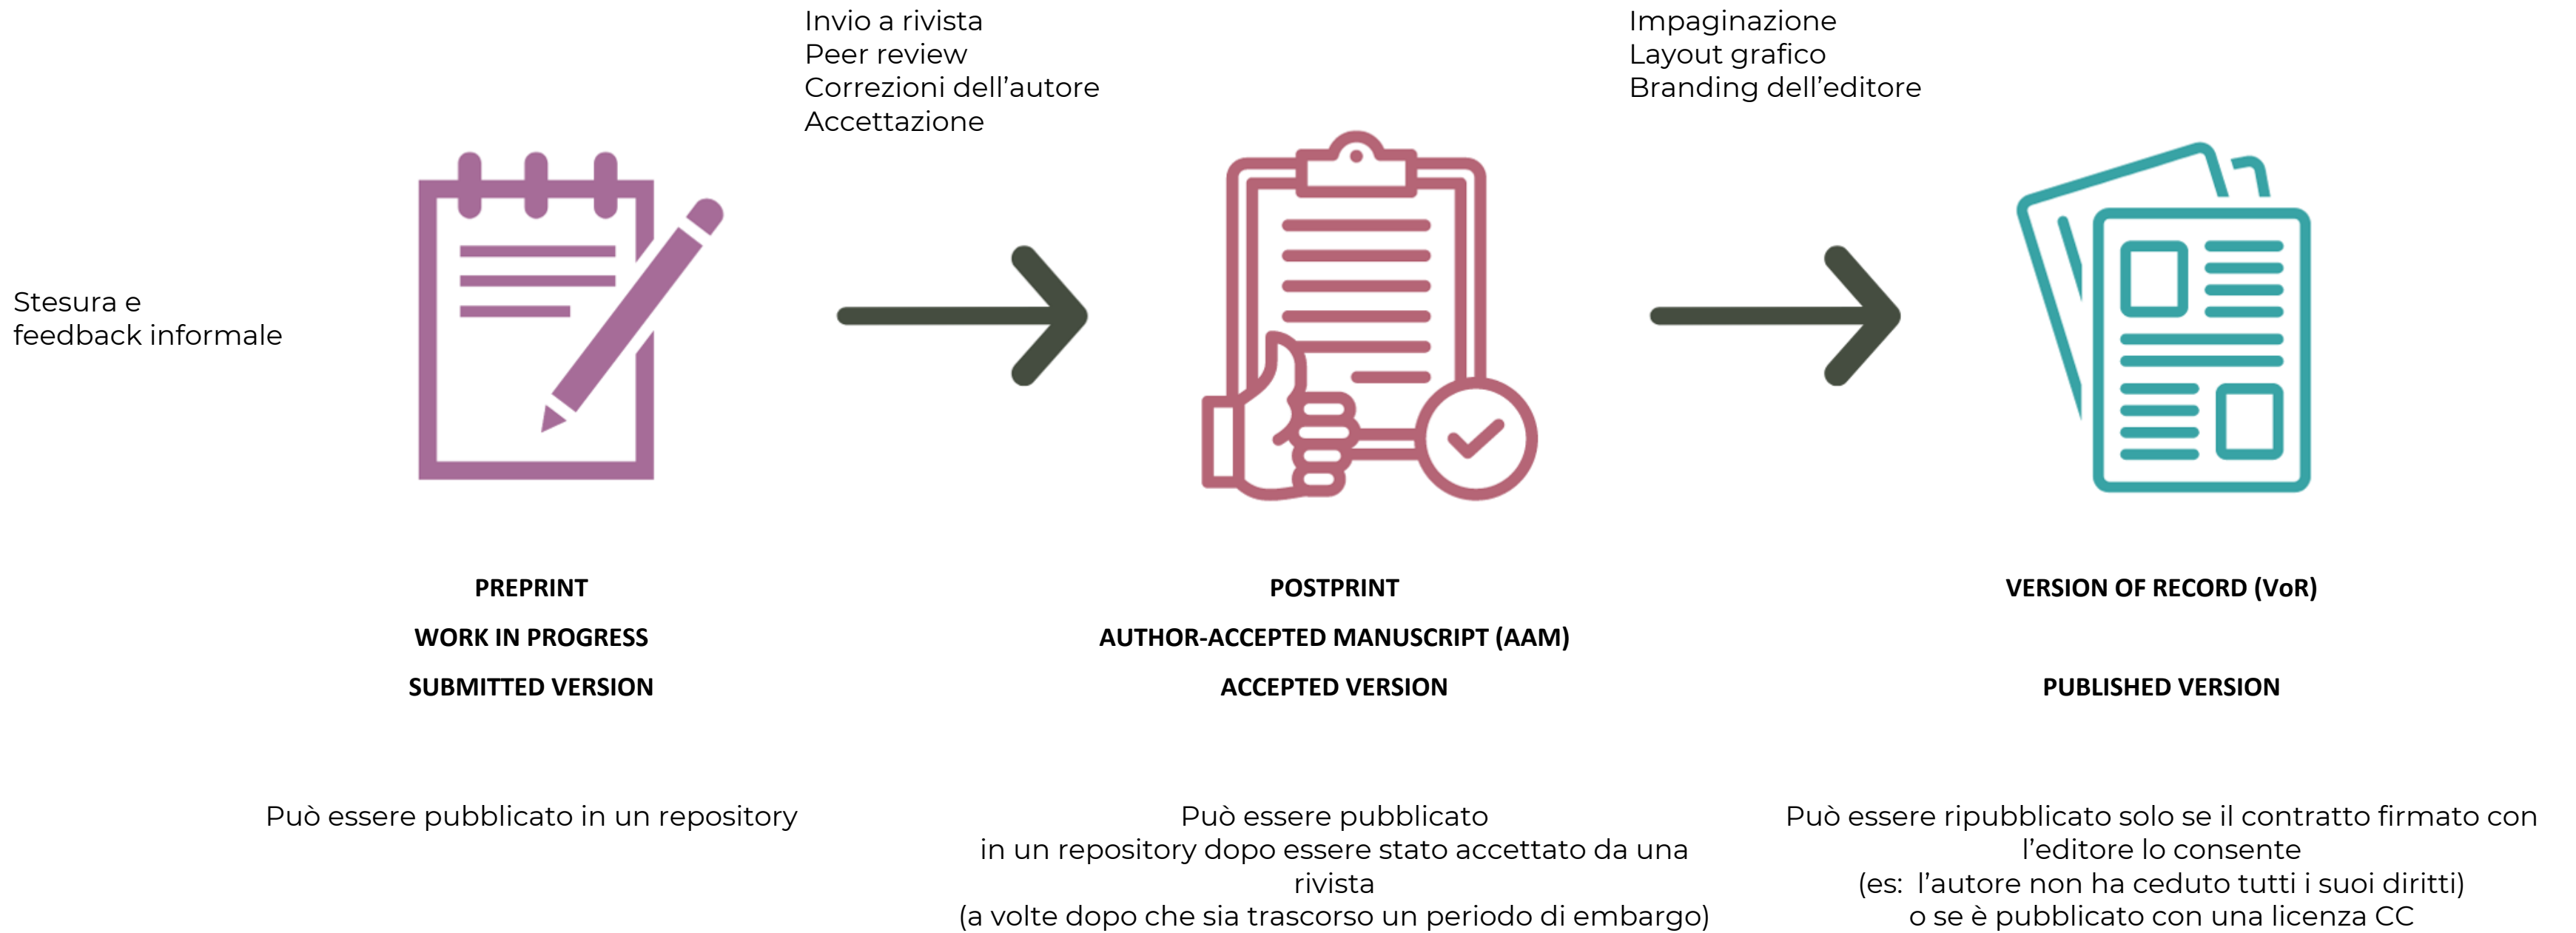 Invio a rivista
Peer review
Correzioni dell’autore
Accettazione
Impaginazione
Layout grafico
Branding dell’editore
Stesura e
feedback informale
PREPRINT
WORK IN PROGRESS
SUBMITTED VERSION
POSTPRINT
AUTHOR-ACCEPTED MANUSCRIPT (AAM)
ACCEPTED VERSION
VERSION OF RECORD (VoR)
PUBLISHED VERSION
Può essere pubblicato in un repository
Può essere pubblicato
in un repository dopo essere stato accettato da una
rivista
(a volte dopo che sia trascorso un periodo di embargo)
Può essere ripubblicato solo se il contratto firmato con
l’editore lo consente
(es:  l’autore non ha ceduto tutti i suoi diritti)
o se è pubblicato con una licenza CC